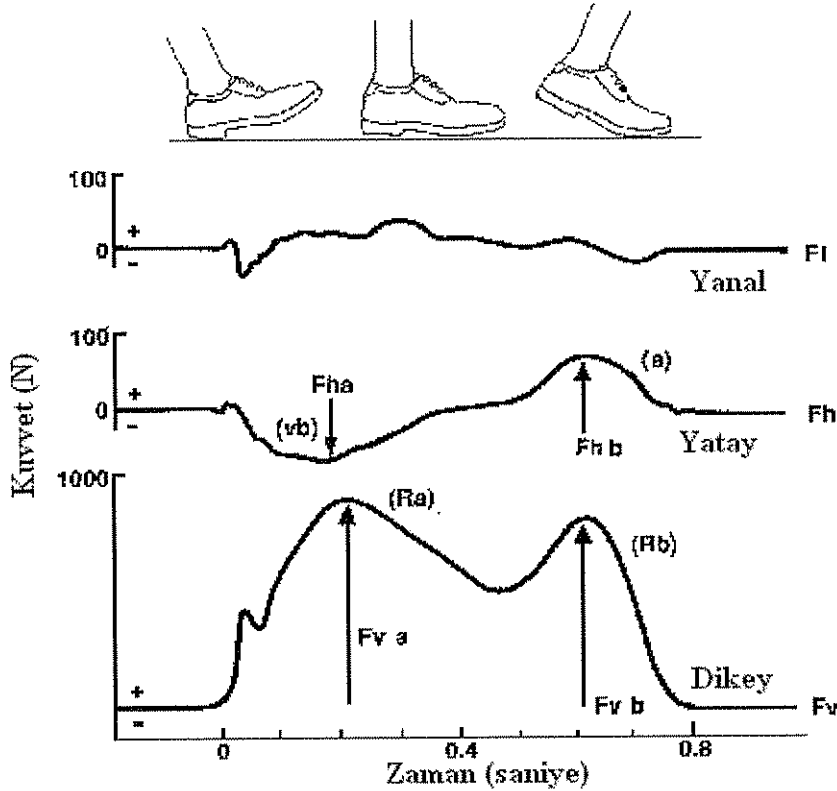 100
+
0
-
Fl
Yanal
100
+
0
-
Fha
(vb)
(a)
Fh b
Fh
Yatay
Kuvvet (N)
1000
(Ra)
(Rb)
Fv a
Fv b
+
-
Dikey
Fv
0
0.4
0.8
Zaman (saniye)